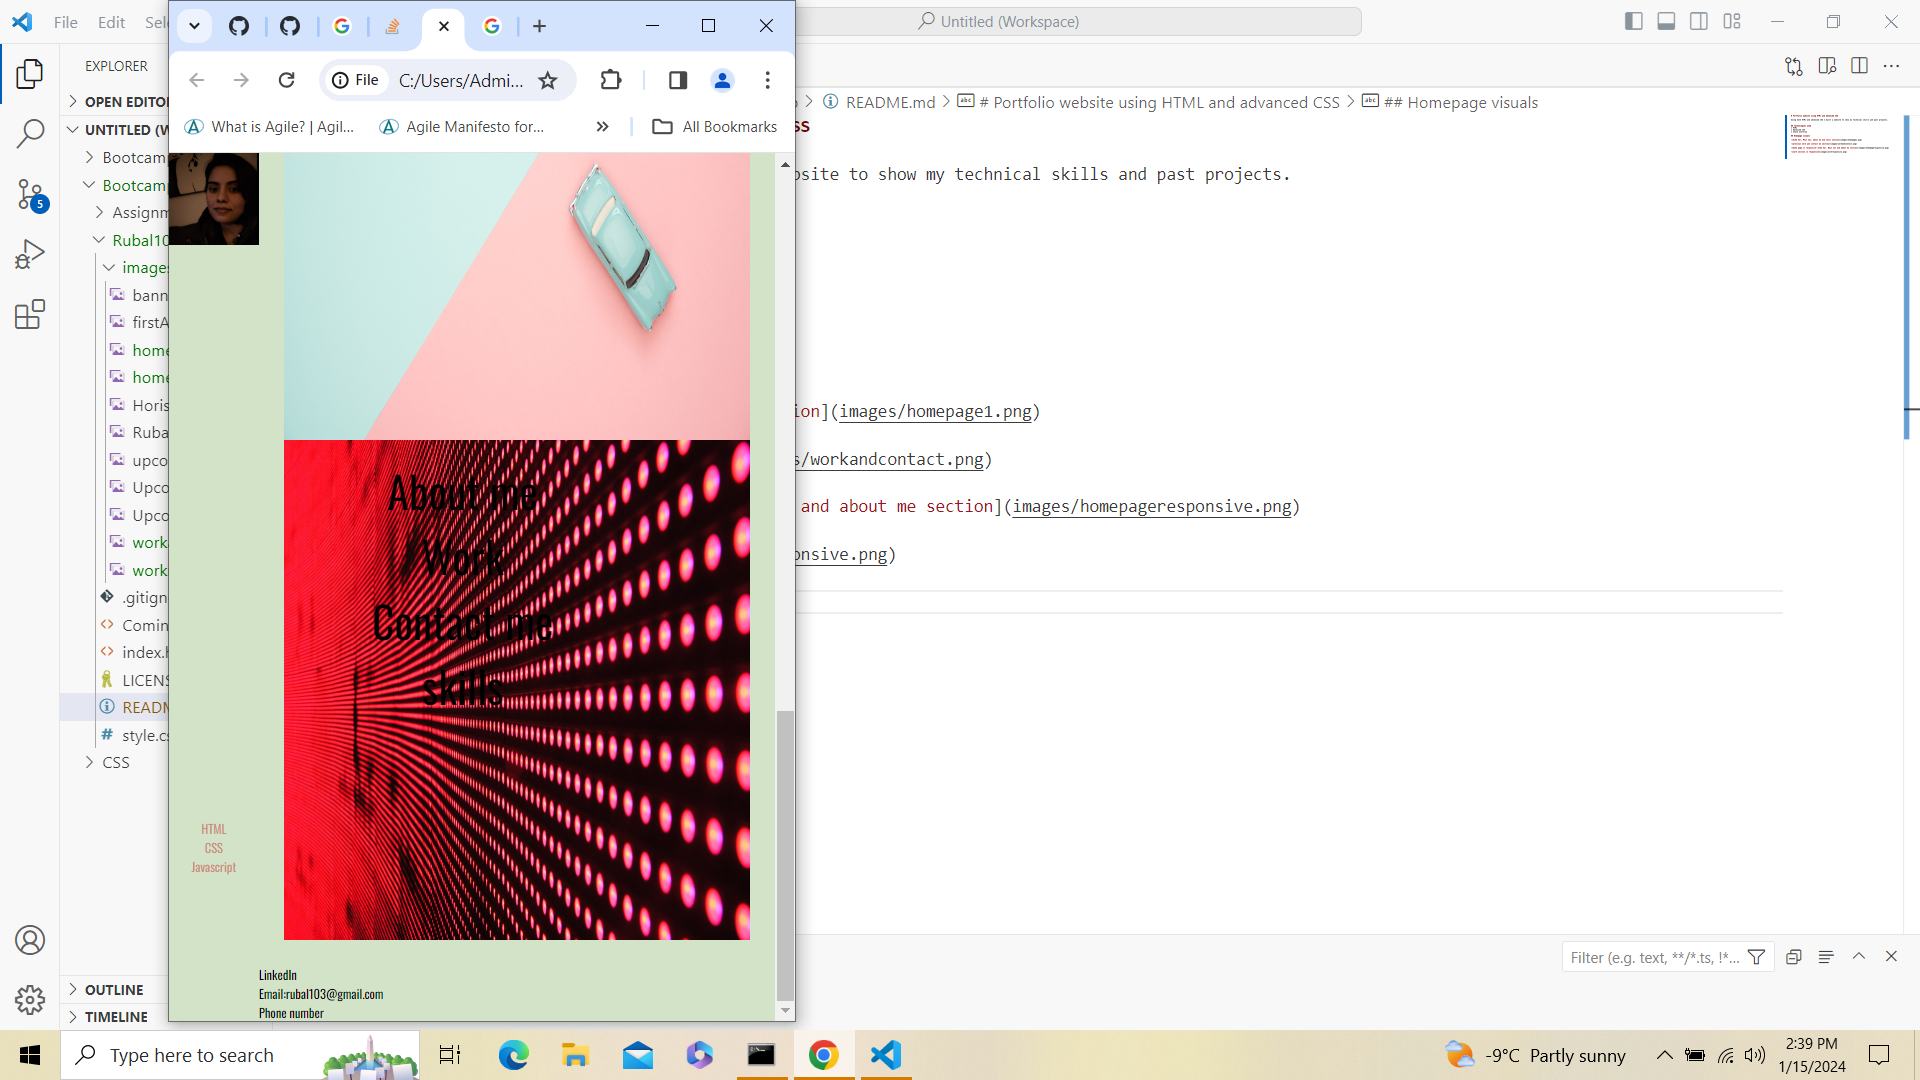 File Edit Sel
Untitled (Workspace)
File C:/Users/Admi...
What is Agile? | Agil... Agile Manifesto for... » All Bookmarks
EXPLORER
OPEN EDITO
UNTITLED (W
Bootcam
Bootcam
Assignm
Rubal10
images
bann
firstA
home
home
Horis
Ruba
upco
Upco
Upco
work
work
.gitign
Comin
index.h
LICENS
READM
style.cs
CSS
OUTLINE
TIMELINE
5
About me
Work
Contact me
skills
HTML
CSS
Javascript
LinkedIn
Email:rubal103@gmail.com
Phone number
README.md > # Portfolio website using HTML and advanced CSS > ## Homepage visuals
SS
bsite to show my technical skills and past projects.
ion](images/homepage1.png)
s/workandcontact.png)
and about me section](images/homepageresponsive.png)
onsive.png)
Filter (e.g. text, **/*.ts, !*...
Type here to search
-9°C Partly sunny
2:39 PM
1/15/2024